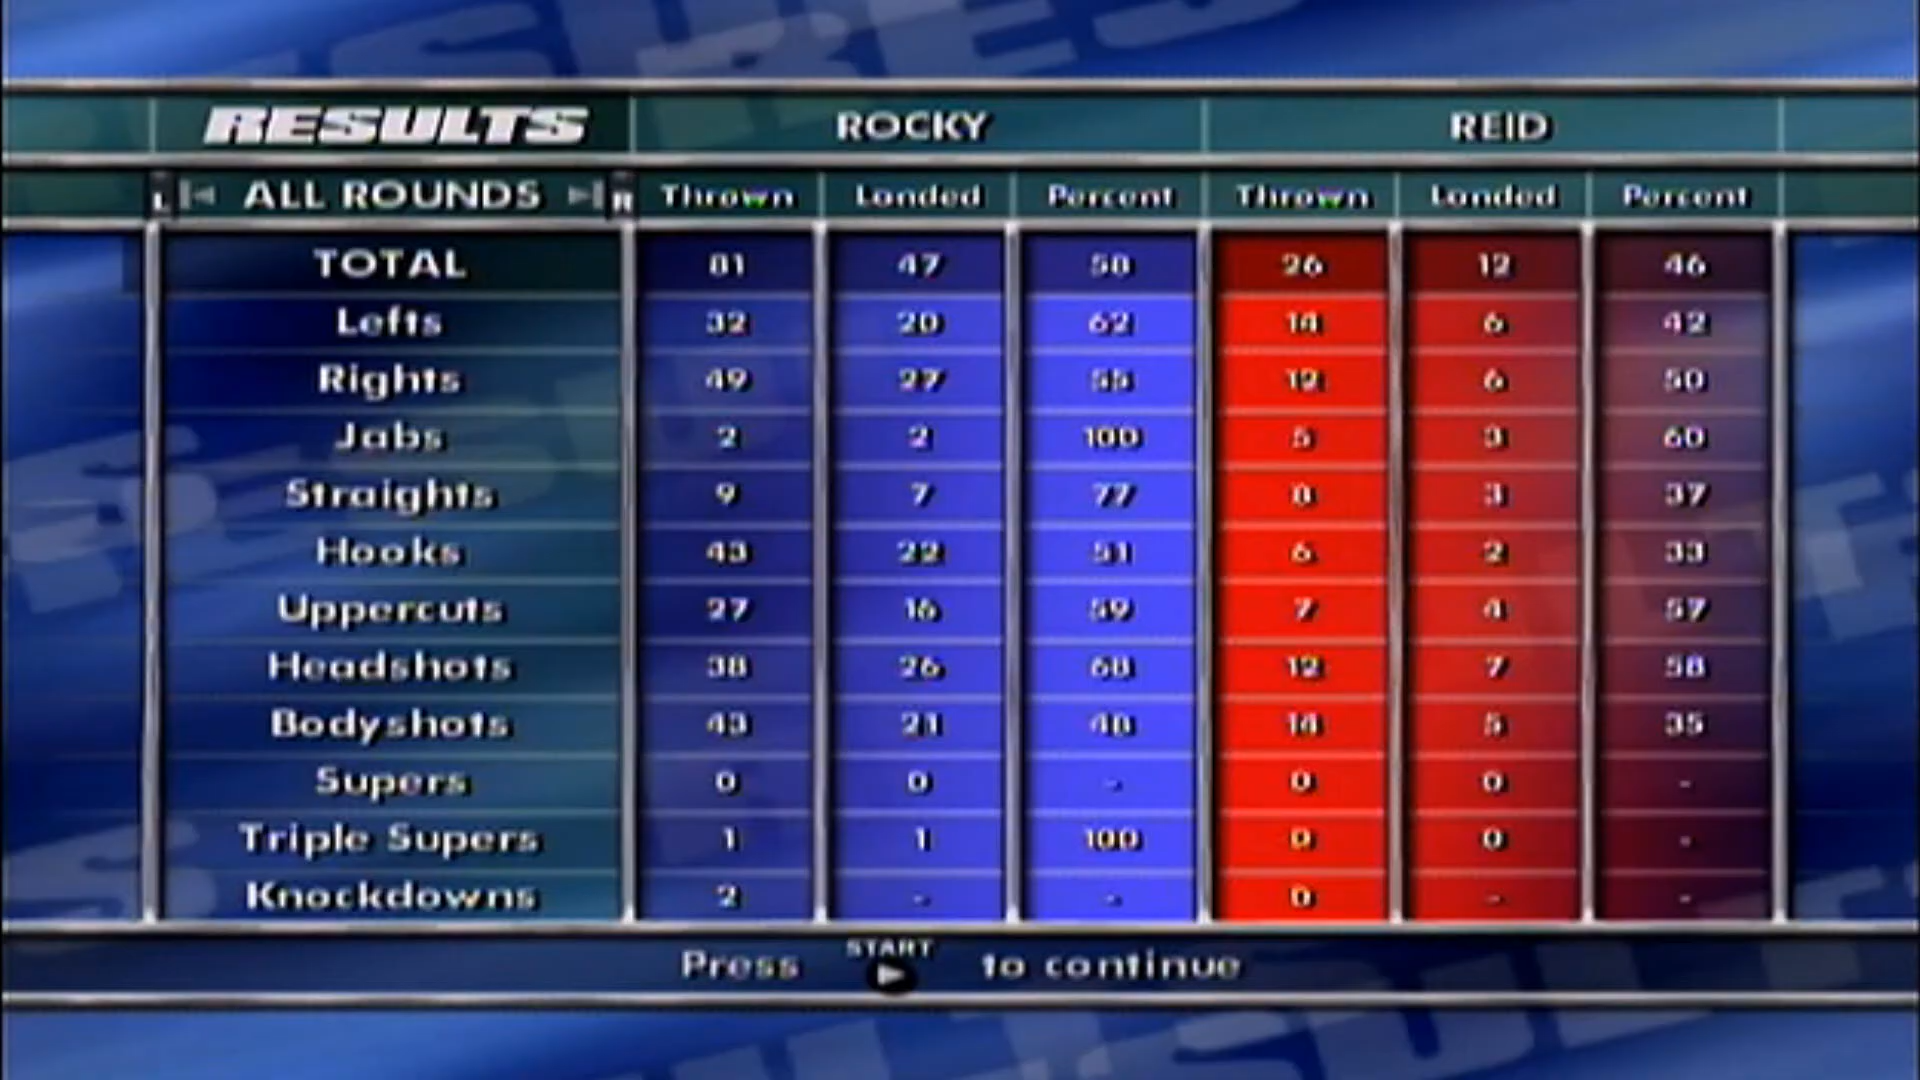 RESULTS ROCKY REID
L ALL ROUNDS R Thrown Landed Percent Thrown Landed Percent
TOTAL 81 47 58 26 12 46
Lefts 32 20 62 14 6 42
Rights 49 27 55 12 6 50
Jabs 2 2 100 5 3 60
Straights 9 7 77 8 3 37
Hooks 43 22 51 6 2 33
Uppercuts 27 16 59 7 4 57
Headshots 38 26 68 12 7 58
Bodyshots 43 21 48 14 5 35
Supers 0 0 - 0 0 -
Triple Supers 1 1 100 0 0 -
Knockdowns 2 - - 0 - -
Press START to continue